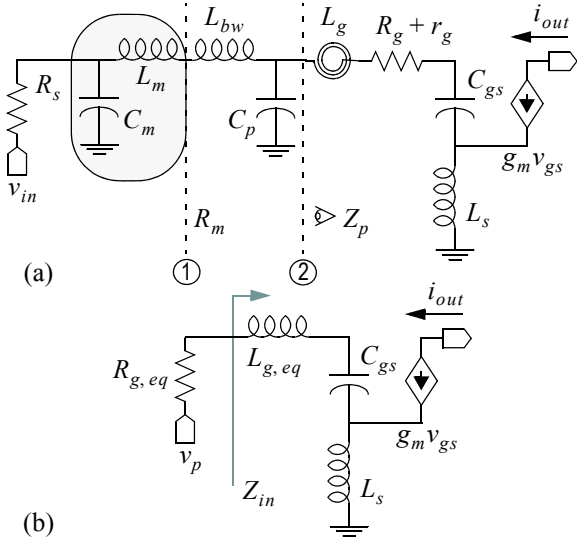 L_bw
L_g
R_g + r_g
i_out
R_s
L_m
C_m
C_p
C_gs
g_m v_gs
v_in
R_m
Z_p
L_s
(a)
1
2
i_out
L_g, eq
C_gs
R_g, eq
g_m v_gs
v_p
Z_in
L_s
(b)